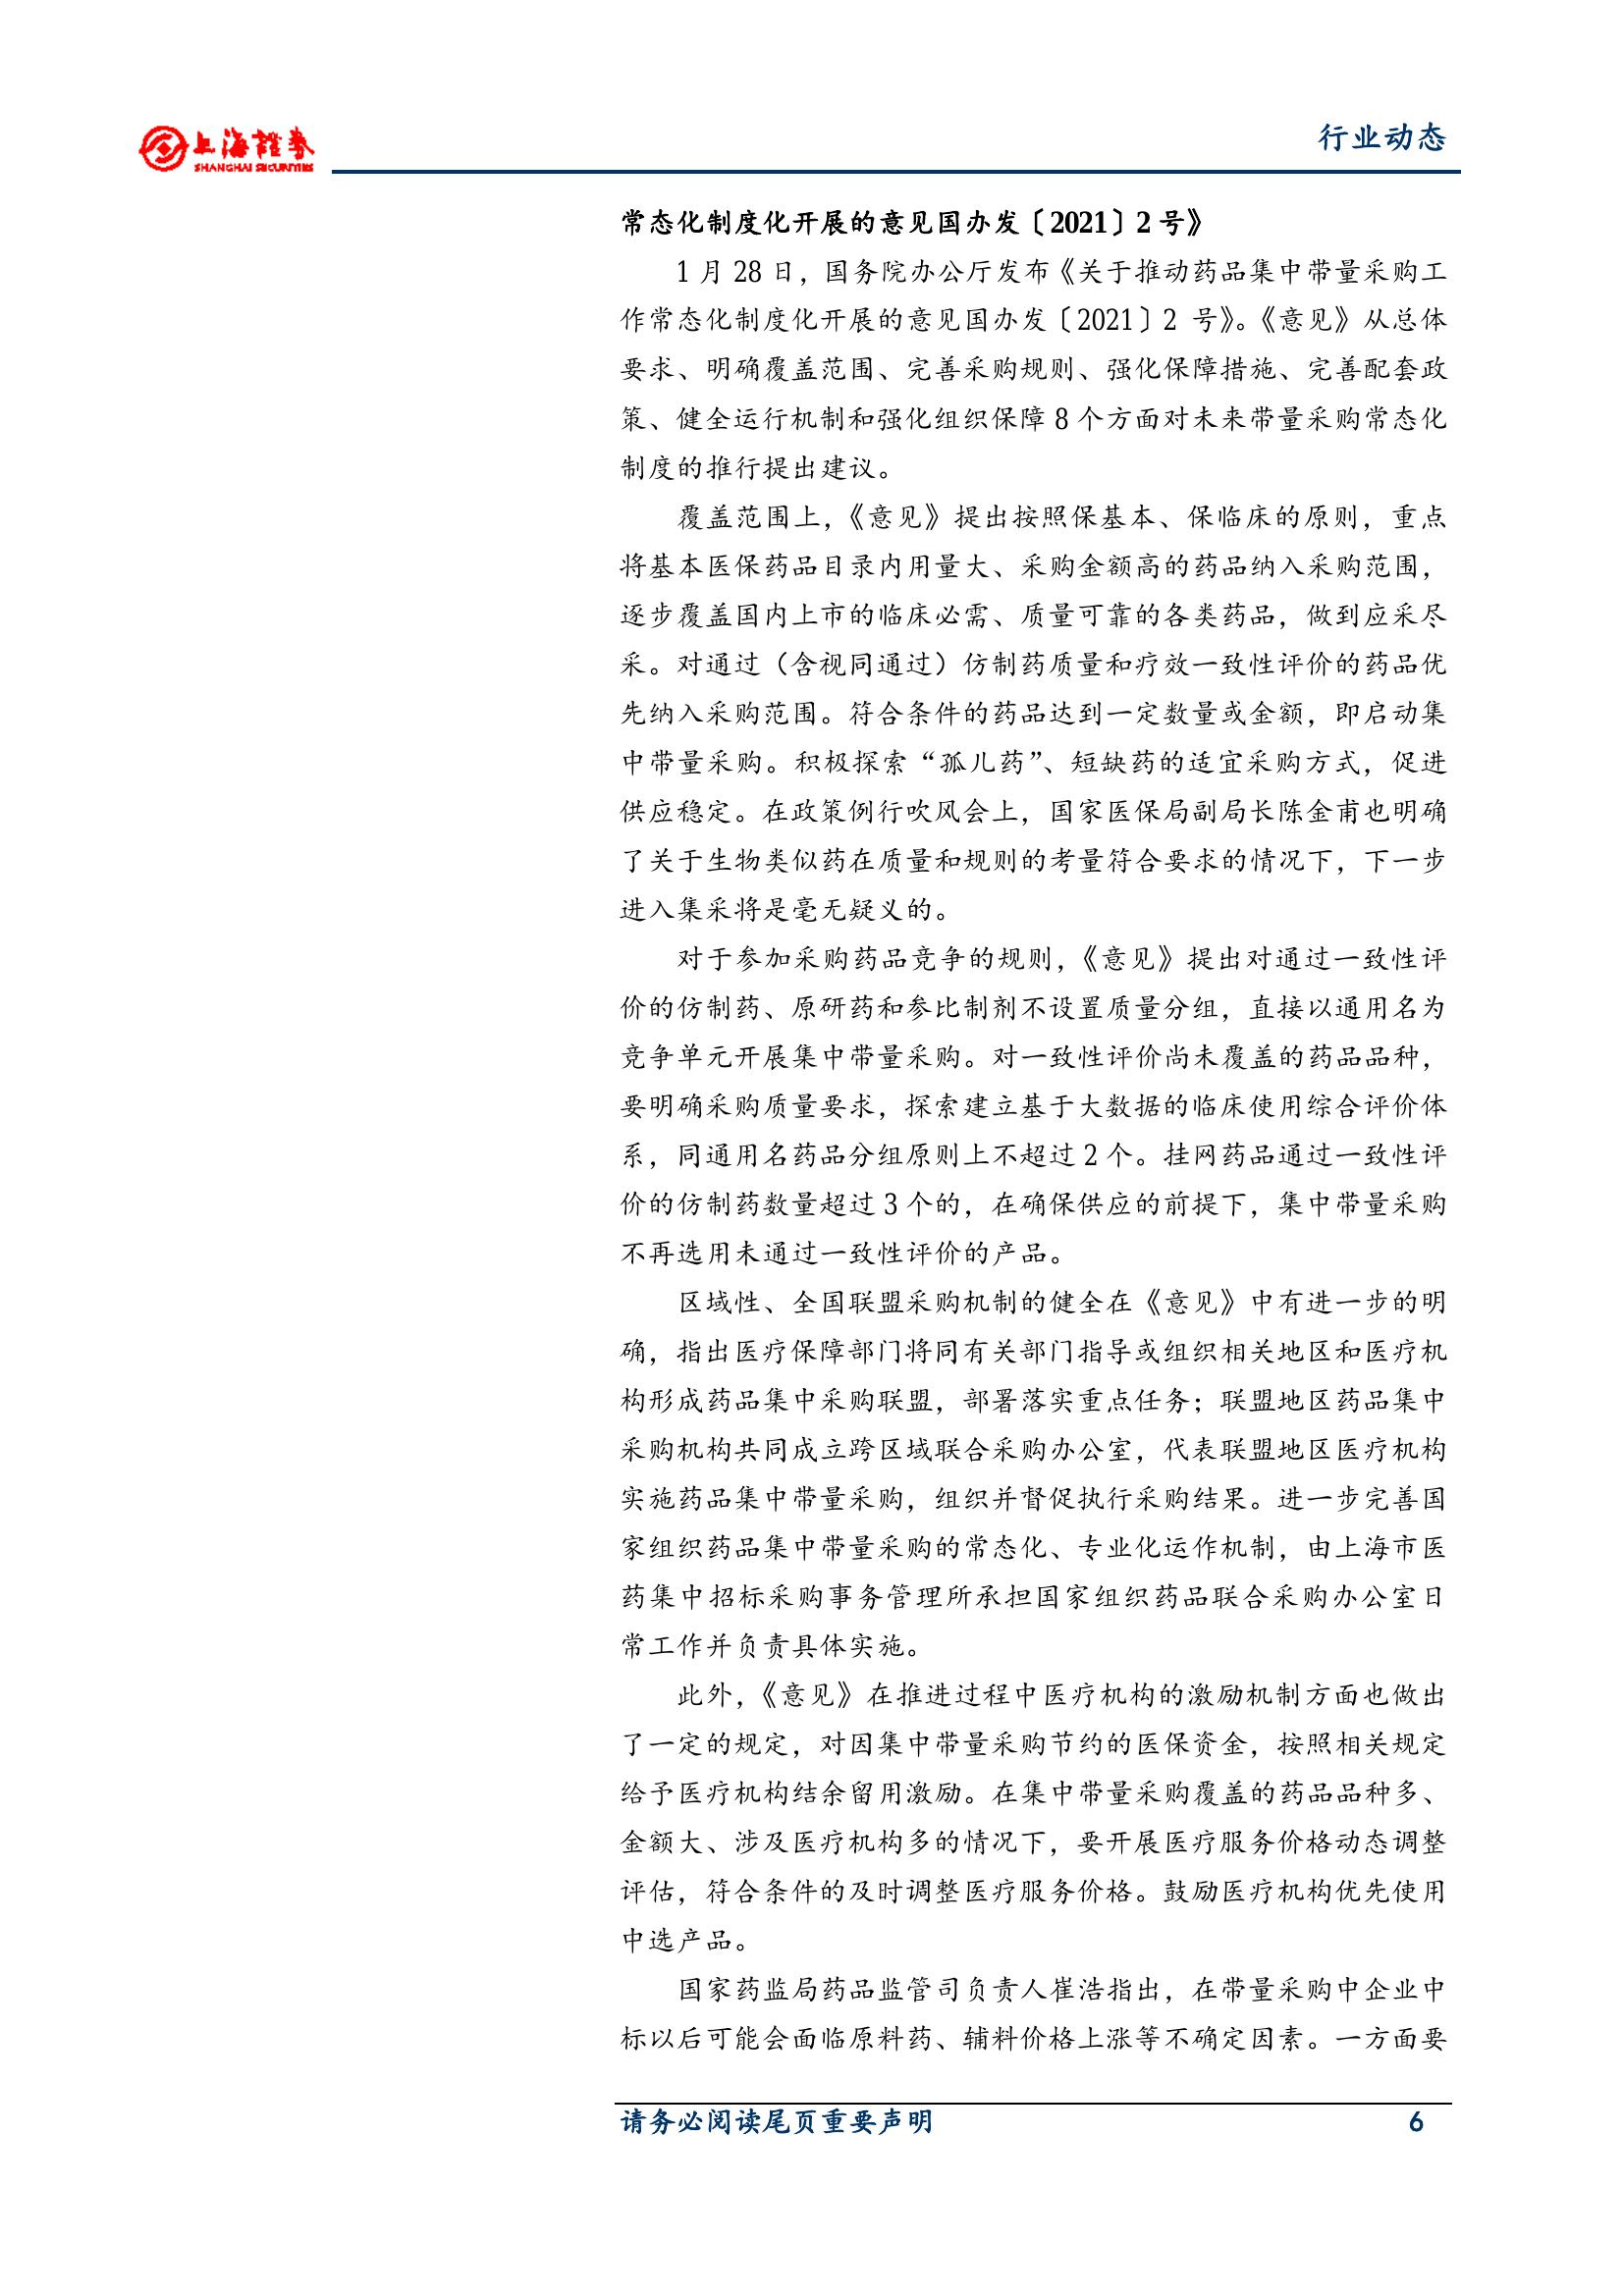 上海證券
SHANGHAI SECURITIES
行业动态
常态化制度化开展的意见国办发〔2021〕2 号》
1 月 28 日，国务院办公厅发布《关于推动药品集中带量采购工
作常态化制度化开展的意见国办发〔2021〕2 号》。《意见》从总体
要求、明确覆盖范围、完善采购规则、强化保障措施、完善配套政
策、健全运行机制和强化组织保障 8 个方面对未来带量采购常态化
制度的推行提出建议。
覆盖范围上，《意见》提出按照保基本、保临床的原则，重点
将基本医保药品目录内用量大、采购金额高的药品纳入采购范围，
逐步覆盖国内上市的临床必需、质量可靠的各类药品，做到应采尽
采。对通过（含视同通过）仿制药质量和疗效一致性评价的药品优
先纳入采购范围。符合条件的药品达到一定数量或金额，即启动集
中带量采购。积极探索“孤儿药”、短缺药的适宜采购方式，促进
供应稳定。在政策例行吹风会上，国家医保局副局长陈金甫也明确
了关于生物类似药在质量和规则的考量符合要求的情况下，下一步
进入集采将是毫无疑义的。
对于参加采购药品竞争的规则，《意见》提出对通过一致性评
价的仿制药、原研药和参比制剂不设置质量分组，直接以通用名为
竞争单元开展集中带量采购。对一致性评价尚未覆盖的药品品种，
要明确采购质量要求，探索建立基于大数据的临床使用综合评价体
系，同通用名药品分组原则上不超过 2 个。挂网药品通过一致性评
价的仿制药数量超过 3 个的，在确保供应的前提下，集中带量采购
不再选用未通过一致性评价的产品。
区域性、全国联盟采购机制的健全在《意见》中有进一步的明
确，指出医疗保障部门将同有关部门指导或组织相关地区和医疗机
构形成药品集中采购联盟，部署落实重点任务；联盟地区药品集中
采购机构共同成立跨区域联合采购办公室，代表联盟地区医疗机构
实施药品集中带量采购，组织并督促执行采购结果。进一步完善国
家组织药品集中带量采购的常态化、专业化运作机制，由上海市医
药集中招标采购事务管理所承担国家组织药品联合采购办公室日
常工作并负责具体实施。
此外，《意见》在推进过程中医疗机构的激励机制方面也做出
了一定的规定，对因集中带量采购节约的医保资金，按照相关规定
给予医疗机构结余留用激励。在集中带量采购覆盖的药品品种多、
金额大、涉及医疗机构多的情况下，要开展医疗服务价格动态调整
评估，符合条件的及时调整医疗服务价格。鼓励医疗机构优先使用
中选产品。
国家药监局药品监管司负责人崔浩指出，在带量采购中企业中
标以后可能会面临原料药、辅料价格上涨等不确定因素。一方面要
请务必阅读尾页重要声明
6